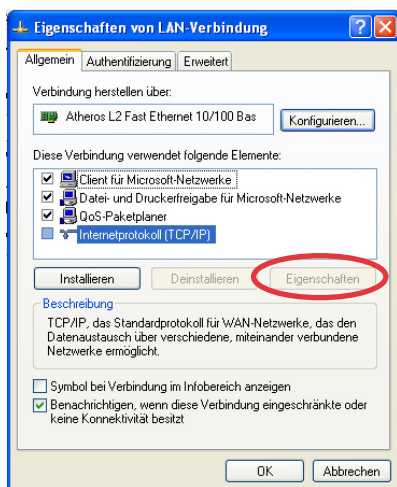 Eigenschaften von LAN-Verbindung
Allgemein Authentifizierung Erweitert
Verbindung herstellen über:
Atheros L2 Fast Ethernet 10/100 Bas
Konfigurieren...
Diese Verbindung verwendet folgende Elemente:
Client für Microsoft-Netzwerke
Datei- und Druckerfreigabe für Microsoft-Netzwerke
QoS-Paketplaner
Internetprotokoll (TCP/IP)
Installieren Deinstallieren Eigenschaften
Beschreibung
TCP/IP, das Standardprotokoll für WAN-Netzwerke, das den
Datenaustausch über verschiedene, miteinander verbundene
Netzwerke ermöglicht.
Symbol bei Verbindung im Infobereich anzeigen
Benachrichtigen, wenn diese Verbindung eingeschränkte oder
keine Konnektivität besitzt
OK Abbrechen